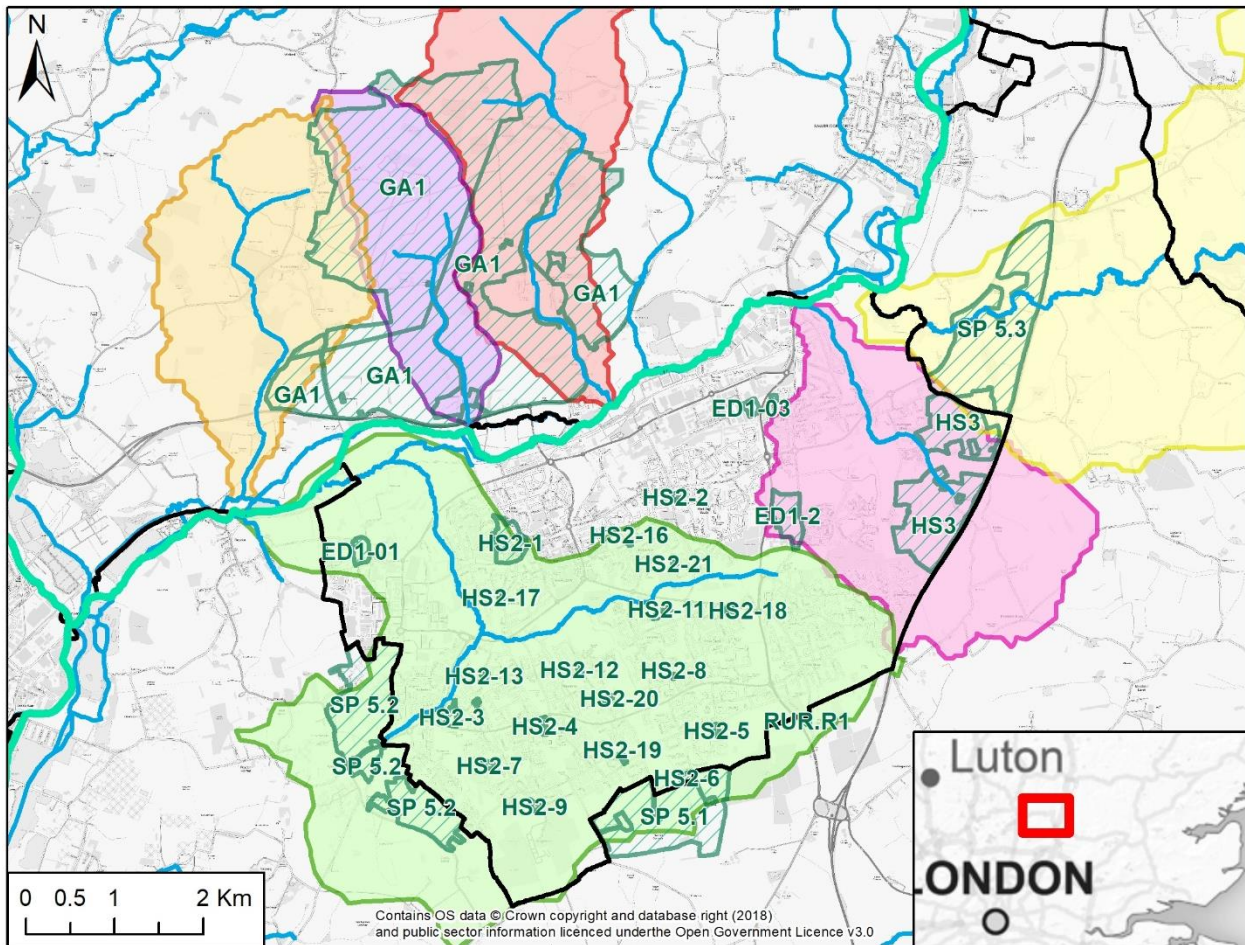 N
GA1
GA1
GA1
GA1
GA1
SP 5.3
ED1-03
HS3
HS2-2
ED1-2
HS3
HS2-1
HS2-16
ED1-01
HS2-21
HS2-17
HS2-11
HS2-18
HS2-13
HS2-12
HS2-8
SP 5.2
HS2-20
HS2-3
HS2-4
HS2-5
RUR.R1
HS2-19
SP 5.2
HS2-7
HS2-6
SP 5.2
HS2-9
SP 5.1
Luton
LONDON
0 0.5 1 2 Km
Contains OS data © Crown copyright and database right (2018)
and public sector information licenced underthe Open Government Licence v3.0